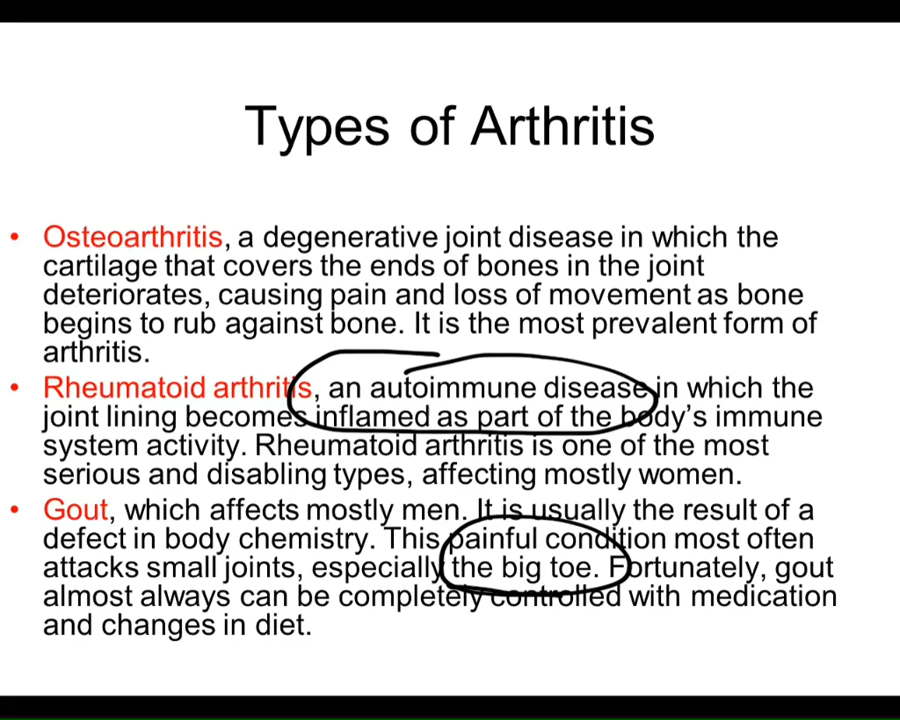 Types of Arthritis
• Osteoarthritis, a degenerative joint disease in which the
cartilage that covers the ends of bones in the joint
deteriorates, causing pain and loss of movement as bone
begins to rub against bone. It is the most prevalent form of
arthritis.
• Rheumatoid arthritis, an autoimmune disease in which the
joint lining becomes inflamed as part of the body’s immune
system activity. Rheumatoid arthritis is one of the most
serious and disabling types, affecting mostly women.
• Gout, which affects mostly men. It is usually the result of a
defect in body chemistry. This painful condition most often
attacks small joints, especially the big toe. Fortunately, gout
almost always can be completely controlled with medication
and changes in diet.